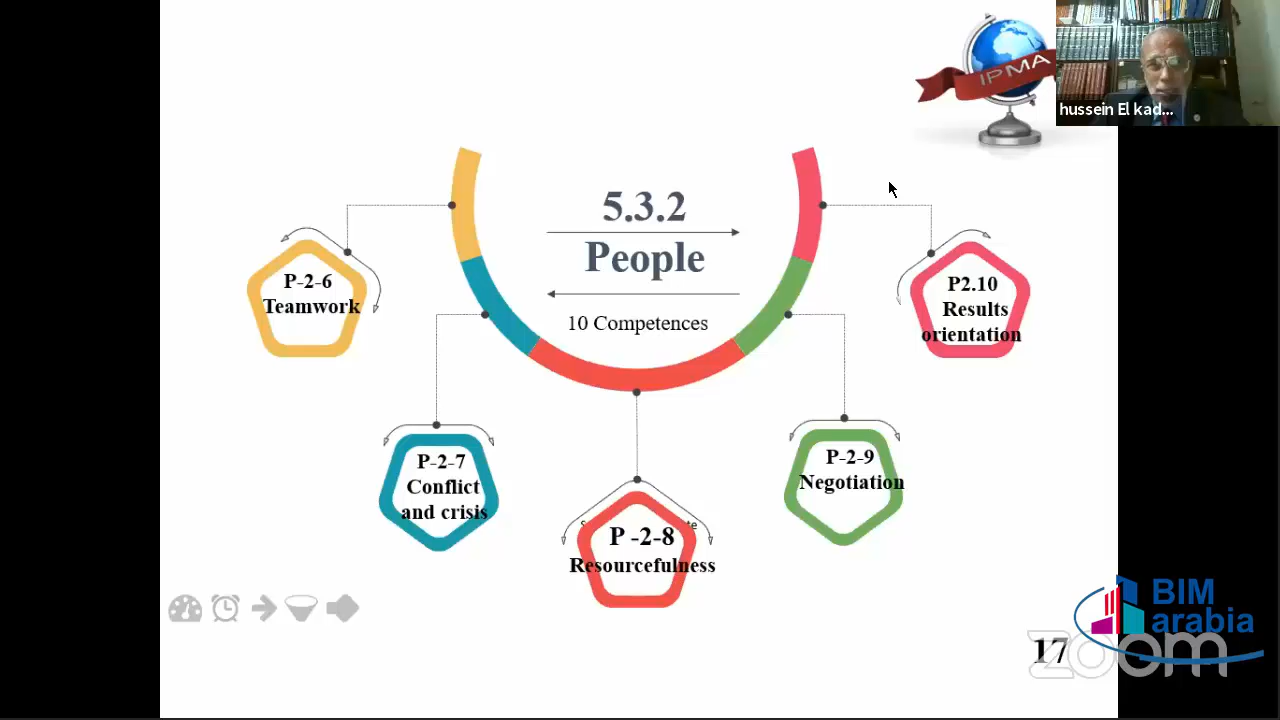 IPMA
hussein El kad...
5.3.2
People
10 Competences
P-2-6
Teamwork
P2.10
Results
orientation
P-2-7
Conflict
and crisis
P-2-9
Negotiation
P -2-8
Resourcefulness
BIM
arabia
17
zoom